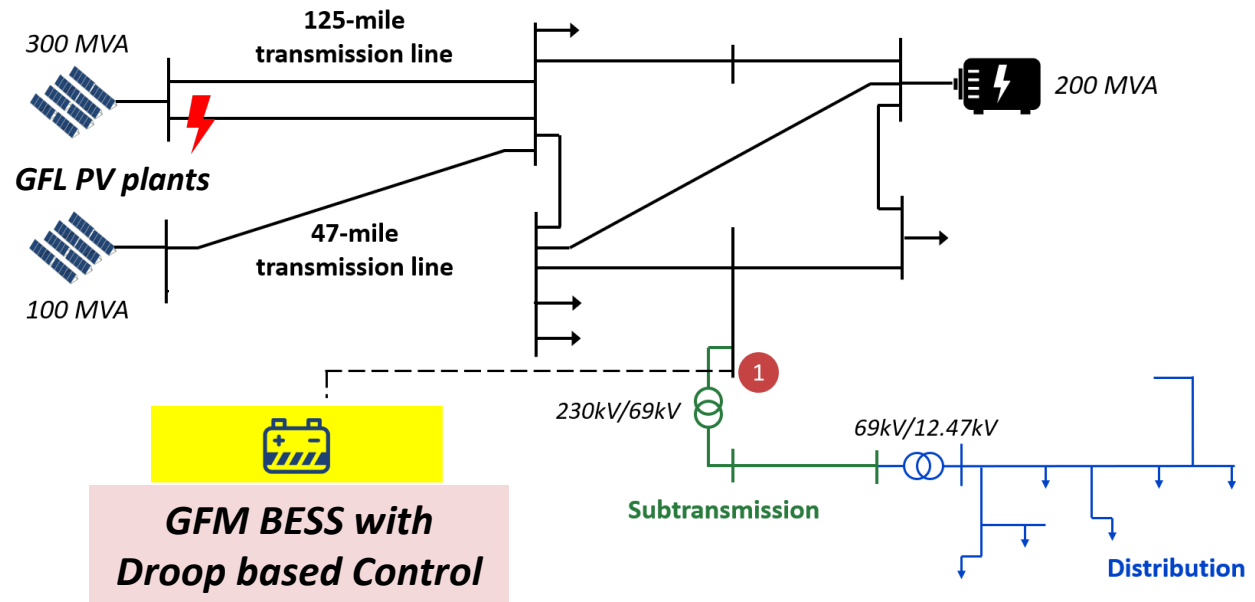 125-mile
transmission line
300 MVA
200 MVA
GFL PV plants
47-mile
transmission line
100 MVA
1
230kV/69kV
69kV/12.47kV
Subtransmission
GFM BESS with
Droop based Control
Distribution